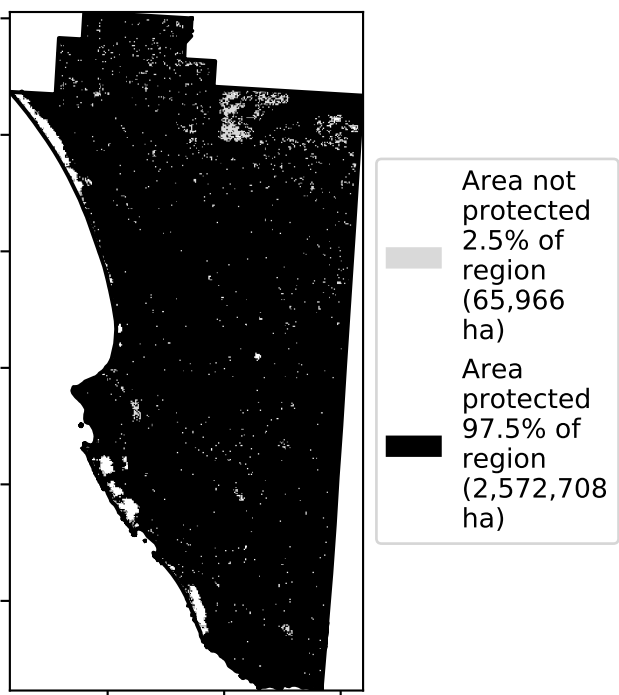 Area not
protected
2.5% of
region
(65,966
ha)
Area
protected
97.5% of
region
(2,572,708
ha)